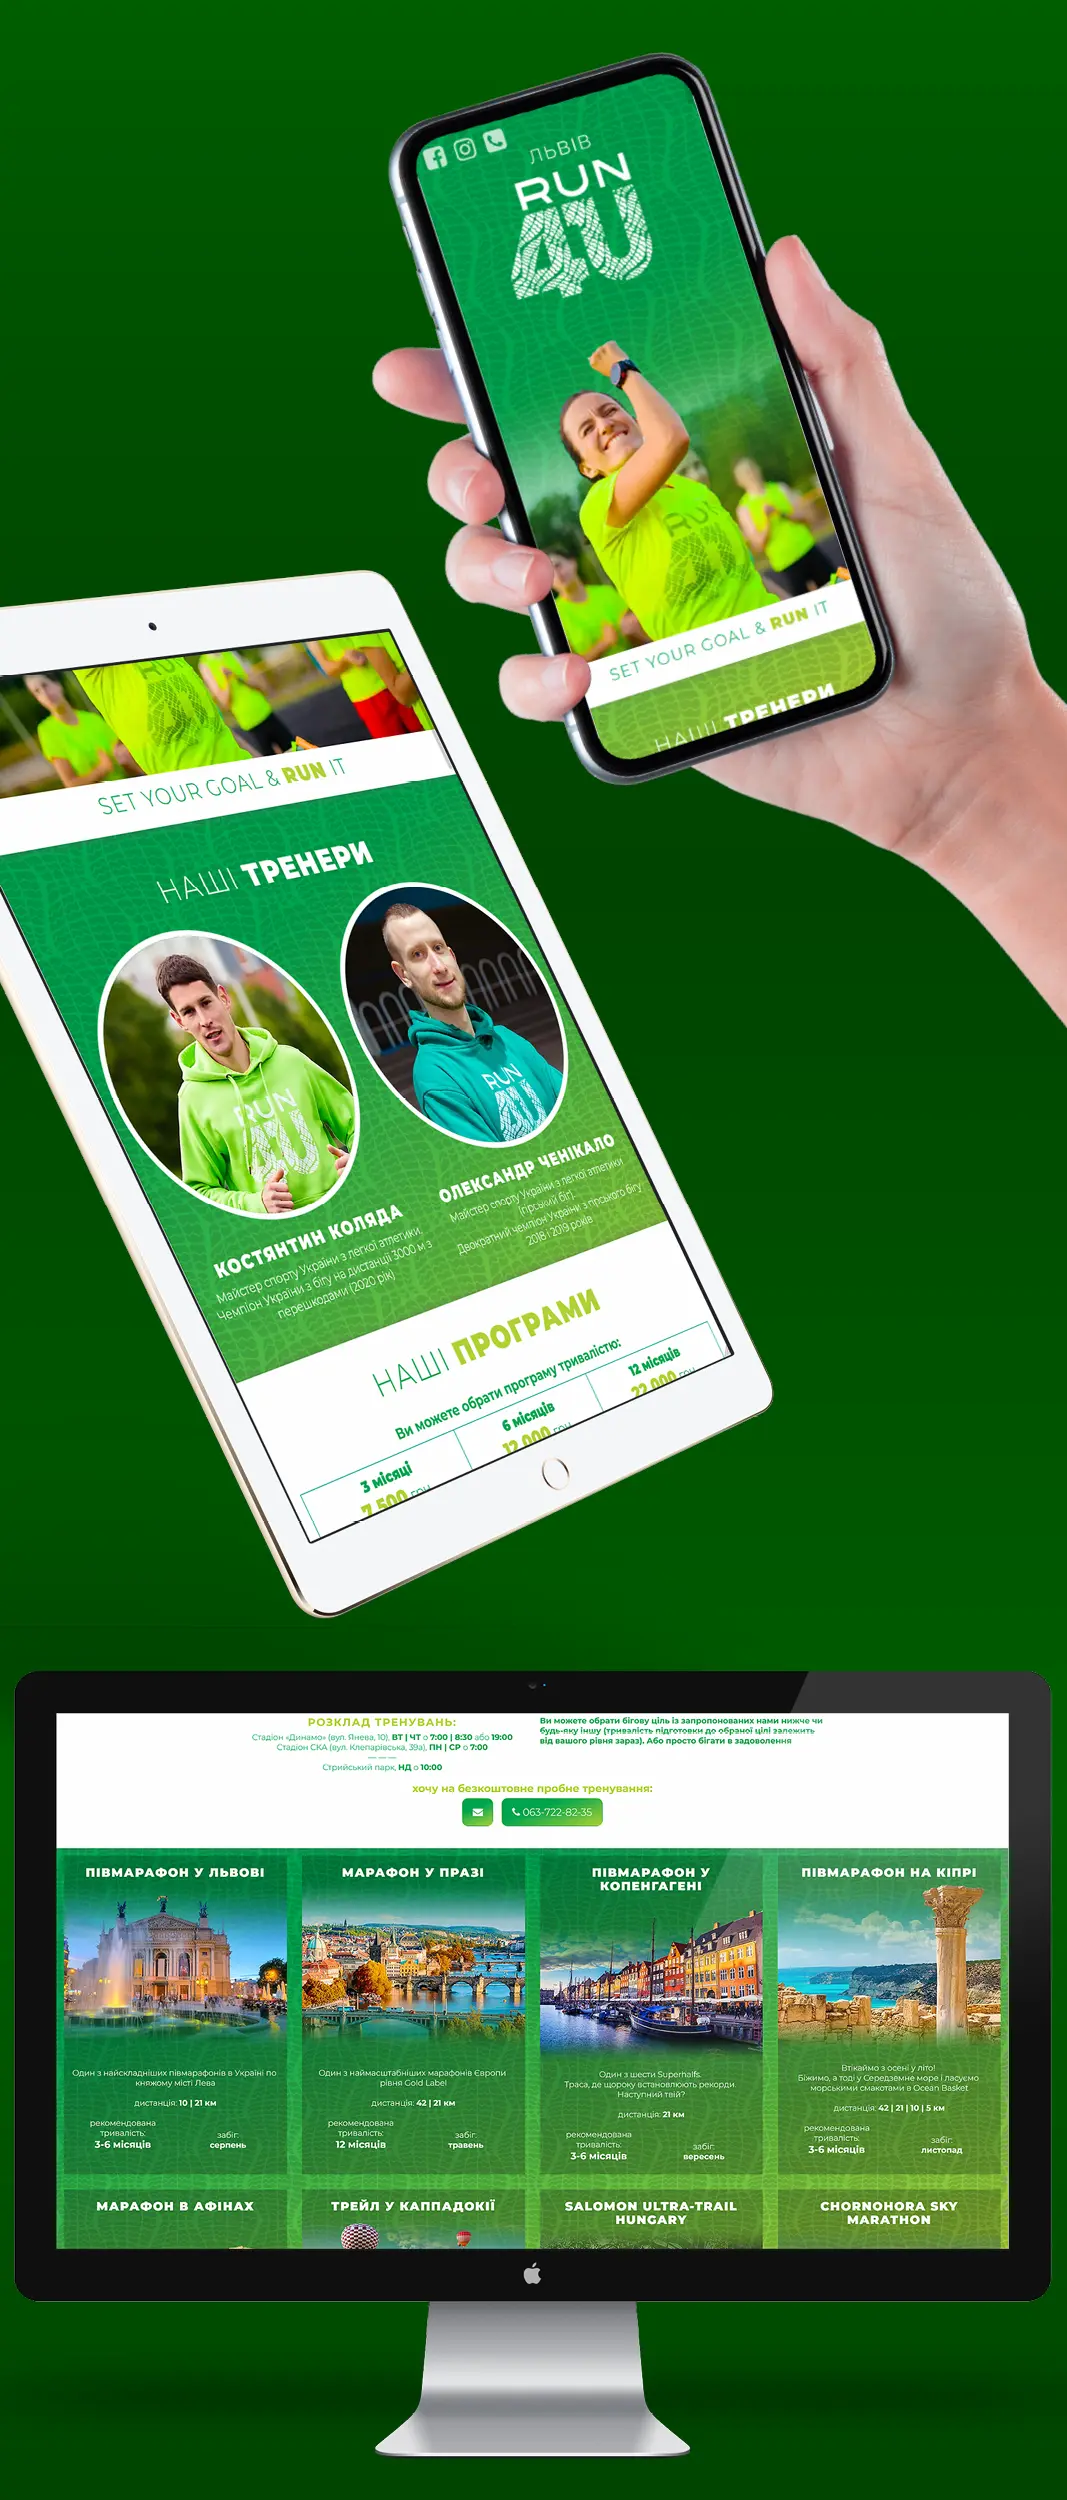 ЛЬВІВ
RUN
4U
RUN
4U
SET YOUR GOAL & RUN IT
НАШІ ТРЕНЕРИ
RUN
4U
SET YOUR GOAL & RUN IT
НАШІ ТРЕНЕРИ
RUN
4U
RUN
4U
КОСТЯНТИН КОЛЯДА
Майстер спорту України з легкої атлетики.
Чемпіон України з бігу на дистанції 3000 м з
перешкодами (2020 рік)
ОЛЕКСАНДР ЧЕНІКАЛО
Майстер спорту України з легкої атлетики
(гірський біг).
Двократний чемпіон України з гірського бігу
2018 і 2019 років
НАШІ ПРОГРАМИ
Ви можете обрати програму тривалістю:
3 місяці
7 500 грн
6 місяців
12 000 грн
12 місяців
22 000 грн
РОЗКЛАД ТРЕНУВАНЬ:
Стадіон «Динамо» (вул. Янева, 10), ВТ | ЧТ о 7:00 | 8:30 або 19:00
Стадіон СКА (вул. Клепарівська, 39а), ПН | СР о 7:00
— — —
Стрийський парк, НД о 10:00
Ви можете обрати бігову ціль із запропонованих нами нижче чи
будь-яку іншу (тривалість підготовки до обраної цілі залежить
від вашого рівня зараз). Або просто бігати в задоволення
хочу на безкоштовне пробне тренування:
063-722-82-35
ПІВМАРАФОН У ЛЬВОВІ
Один з найскладніших півмарафонів в Україні по
княжому місті Лева
дистанція: 10 | 21 км
рекомендована
тривалість:
3-6 місяців
забіг:
серпень
МАРАФОН У ПРАЗІ
Один з наймасштабніших марафонів Європи
рівня Gold Label
дистанція: 42 | 21 км
рекомендована
тривалість:
12 місяців
забіг:
травень
ПІВМАРАФОН У
КОПЕНГАГЕНІ
Один з шести Superhalfs.
Траса, де щороку встановлюють рекорди.
Наступний твій?
дистанція: 21 км
рекомендована
тривалість:
3-6 місяців
забіг:
вересень
ПІВМАРАФОН НА КІПРІ
Втікаймо з осені у літо!
Біжимо, а тоді у Середземне море і ласуємо
морськими смакотами в Ocean Basket
дистанція: 42 | 21 | 10 | 5 км
рекомендована
тривалість:
3-6 місяців
забіг:
листопад
МАРАФОН В АФІНАХ
ТРЕЙЛ У КАППАДОКІЇ
SALOMON ULTRA-TRAIL
HUNGARY
CHORNOHORA SKY
MARATHON